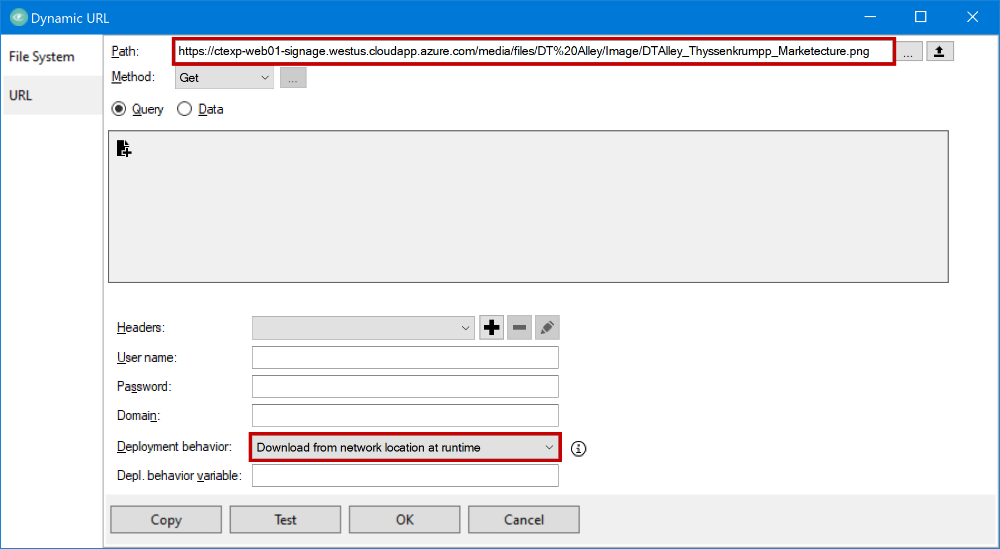 Dynamic URL
File System
URL
Path: https://ctexp-web01-signage.westus.cloudapp.azure.com/media/files/DT%20Alley/Image/DTAlley_Thyssenkrumpp_Marketecture.png ...
Method: Get ...
Query Data
Headers:
User name:
Password:
Domain:
Deployment behavior: Download from network location at runtime
Depl. behavior variable:
Copy Test OK Cancel